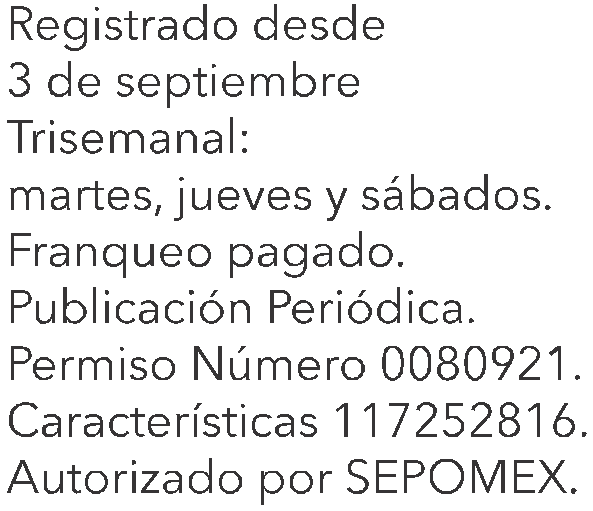 Registrado desde
3 de septiembre
Trisemanal:
martes, jueves y sábados.
Franqueo pagado.
Publicación Periódica.
Permiso Número 0080921.
Características 117252816.
Autorizado por SEPOMEX.